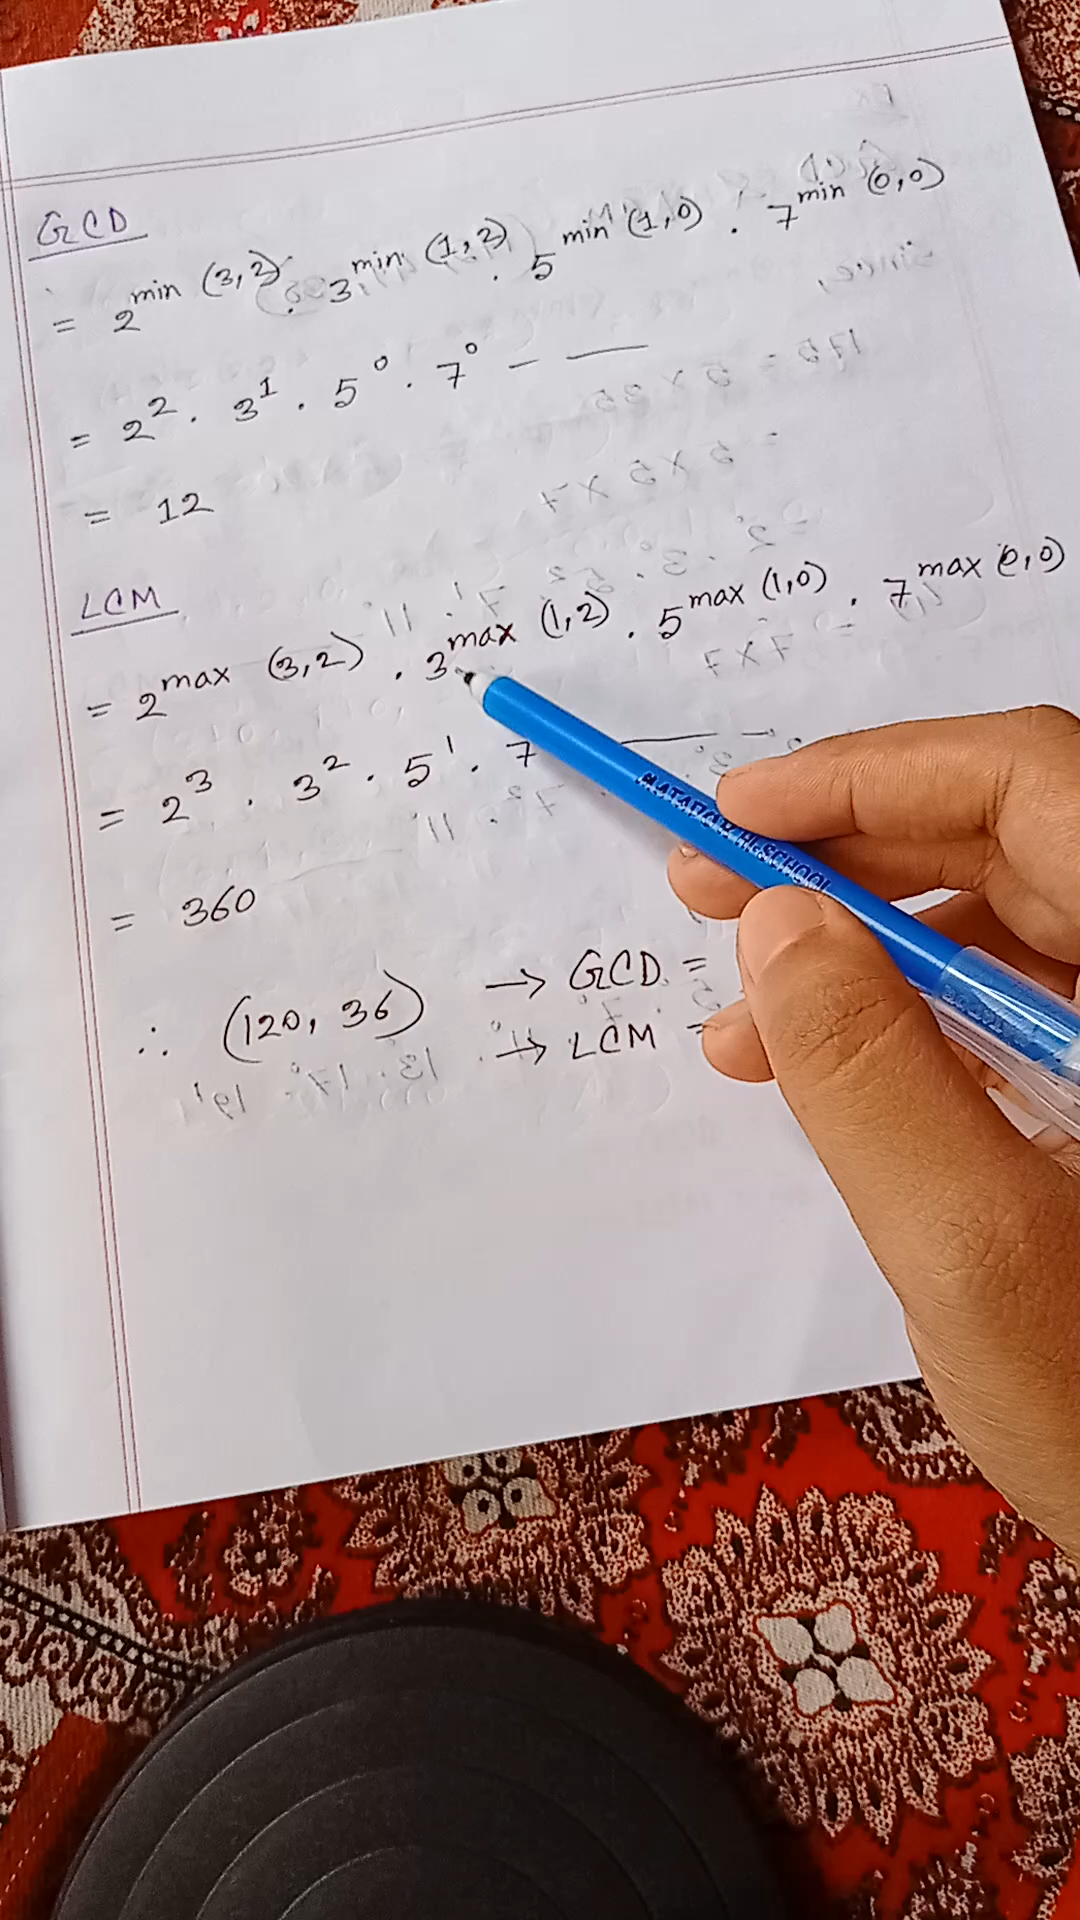 GCD
= 2^min (3,2) . 3^min (1,2) . 5^min (1,0) . 7^min (0,0)
= 2^2 . 3^1 . 5^0 . 7^0 — ——
= 12
LCM
= 2^max (3,2) . 3^max (1,2) . 5^max (1,0) . 7^max (0,0)
= 2^3 . 3^2 . 5^1 . 7
= 360
∴ (120, 36) → GCD =
→ LCM =
MATADOR HI-SCHOOL